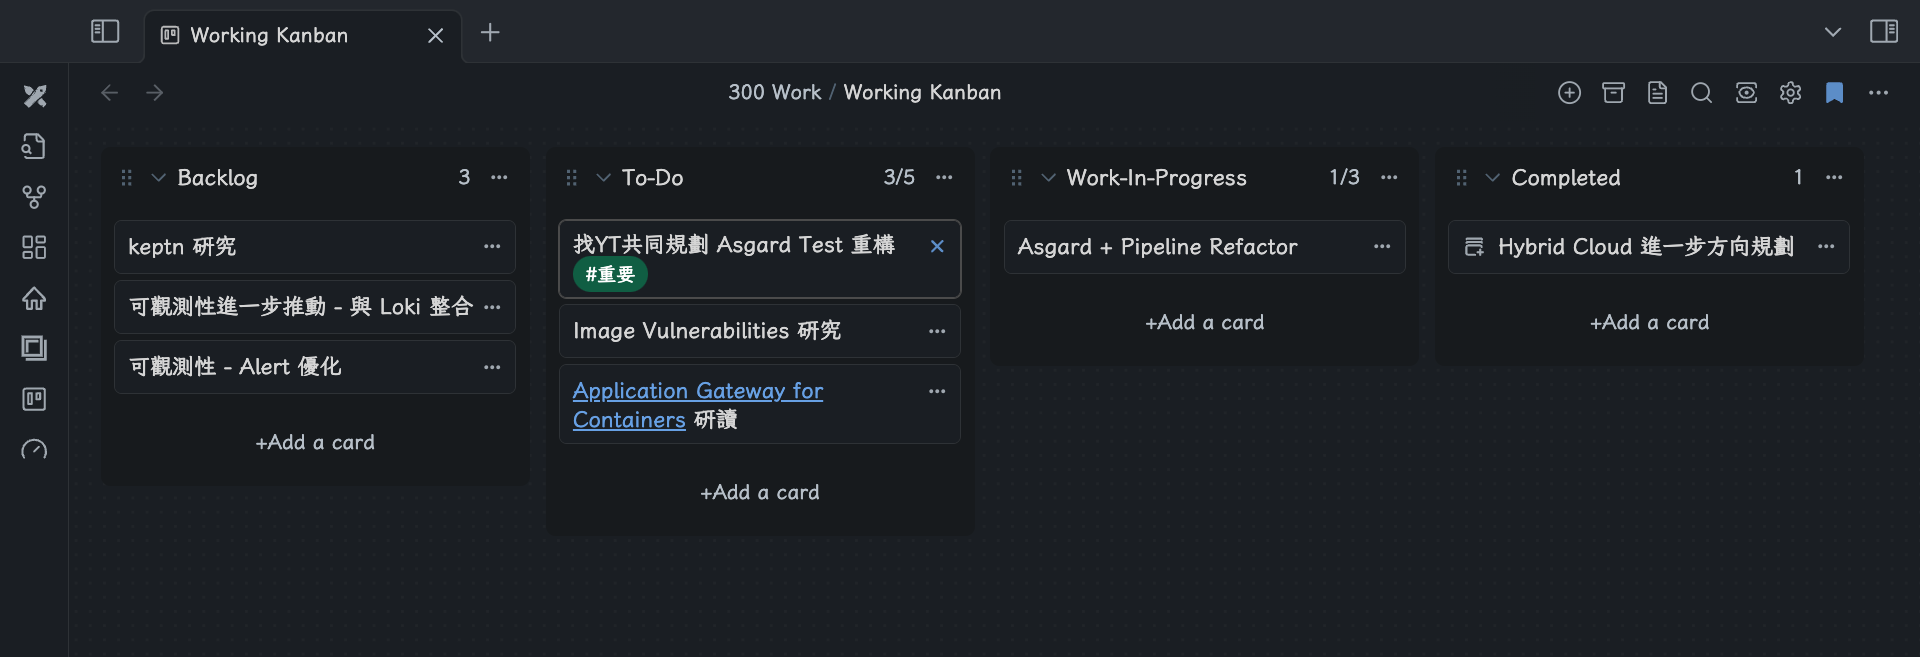 Working Kanban
300 Work / Working Kanban
Backlog 3
keptn 研究
可觀測性進一步推動 - 與 Loki 整合
可觀測性 - Alert 優化
+Add a card
To-Do 3/5
找YT共同規劃 Asgard Test 重構
#重要
Image Vulnerabilities 研究
Application Gateway for
Containers 研讀
+Add a card
Work-In-Progress 1/3
Asgard + Pipeline Refactor
+Add a card
Completed 1
Hybrid Cloud 進一步方向規劃
+Add a card